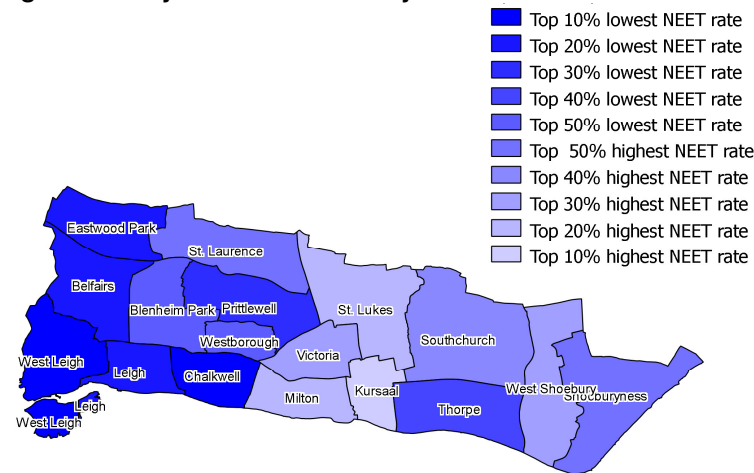 Top 10% lowest NEET rate
Top 20% lowest NEET rate
Top 30% lowest NEET rate
Top 40% lowest NEET rate
Top 50% lowest NEET rate
Top 50% highest NEET rate
Top 40% highest NEET rate
Top 30% highest NEET rate
Top 20% highest NEET rate
Top 10% highest NEET rate
Eastwood Park
St. Laurence
Belfairs
Blenheim Park
Prittlewell
St. Lukes
Westborough
Southchurch
Victoria
West Leigh
Leigh
Chalkwell
Kursaal
West Shoebury
Shoeburyness
Milton
Thorpe
Leigh
West Leigh